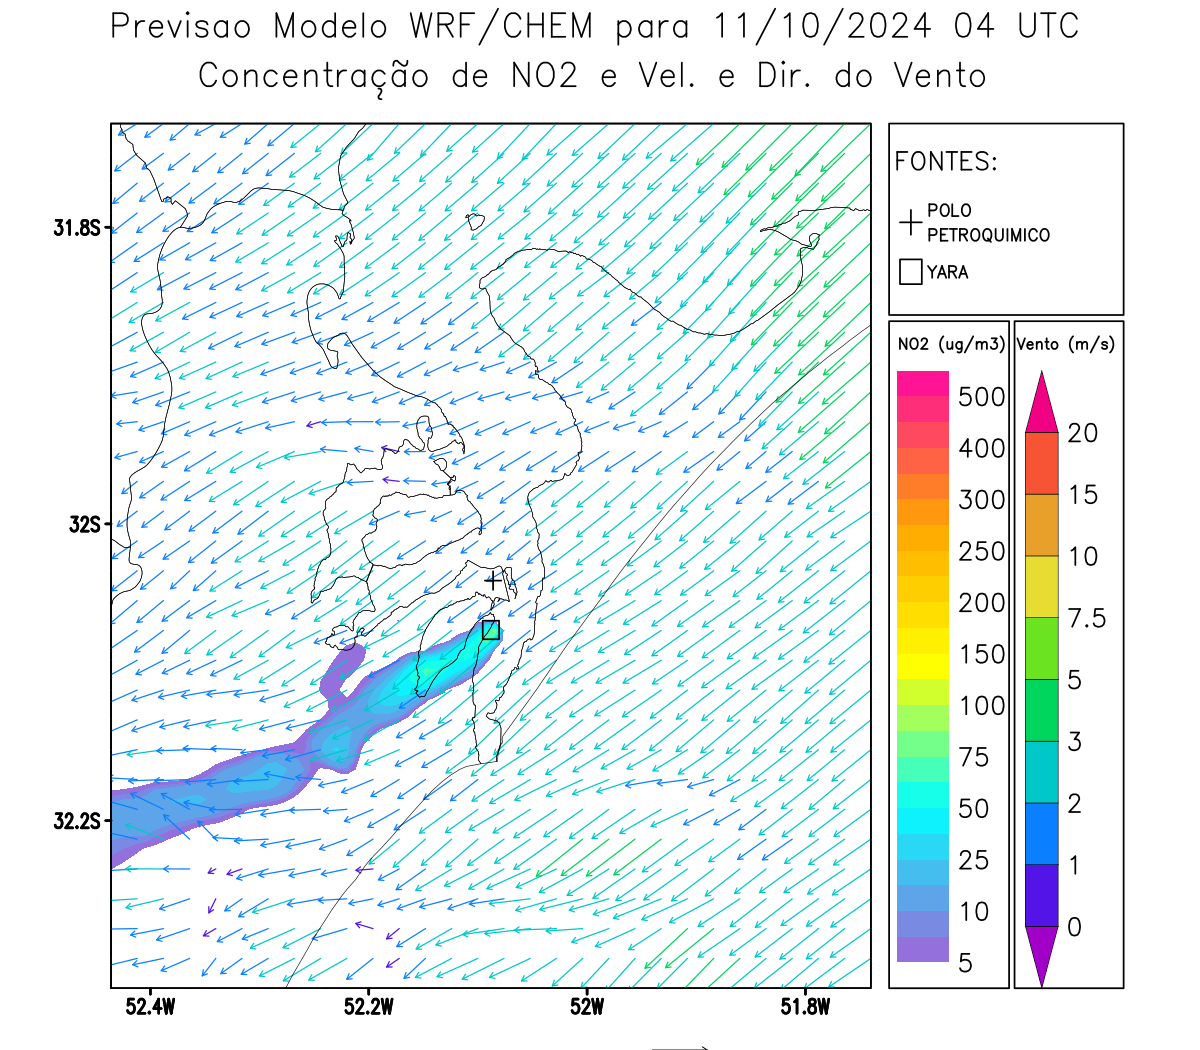 Previsao Modelo WRF/CHEM para 11/10/2024 04 UTC
Concentração de NO2 e Vel. e Dir. do Vento
FONTES:
POLO
PETROQUIMICO
YARA
NO2 (ug/m3)
500
400
300
250
200
150
100
75
50
25
10
5
Vento (m/s)
20
15
10
7.5
5
3
2
1
0
31.8S
32S
32.2S
52.4W
52.2W
52W
51.8W